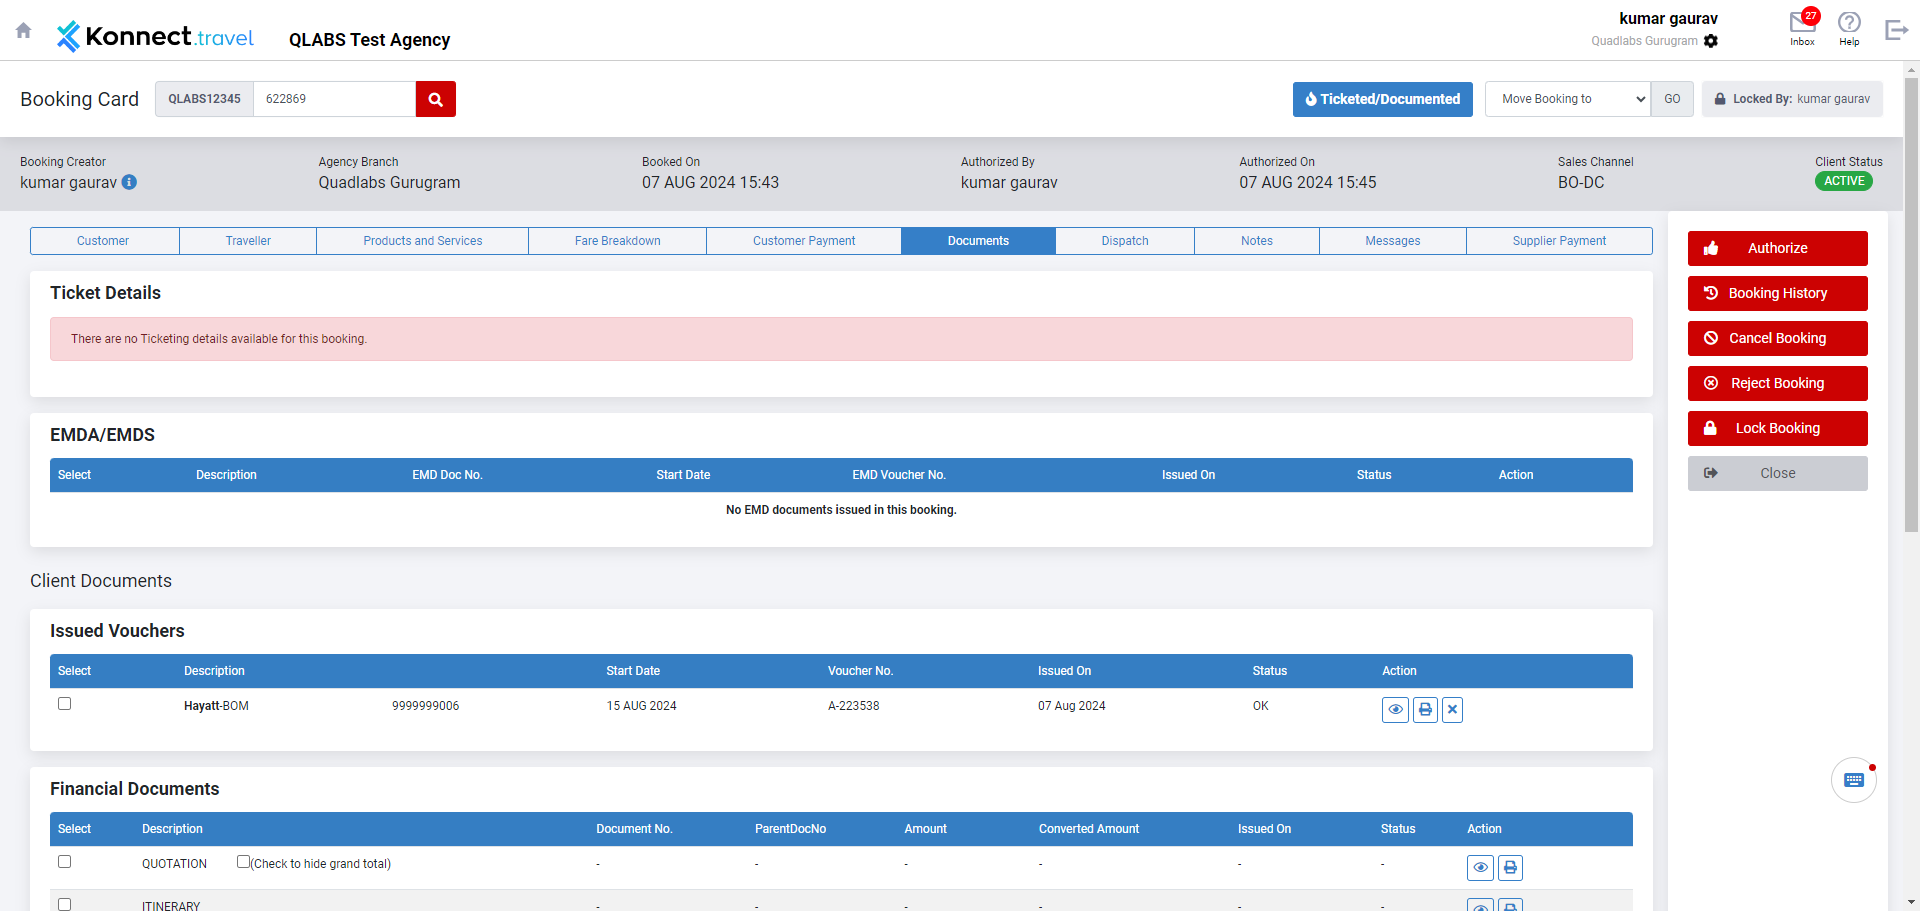 Konnect.travel
QLABS Test Agency
kumar gaurav
Quadlabs Gurugram
27
Inbox
Help
Booking Card
QLABS12345
622869
Ticketed/Documented
Move Booking to
GO
Locked By: kumar gaurav
Booking Creator
kumar gaurav
Agency Branch
Quadlabs Gurugram
Booked On
07 AUG 2024 15:43
Authorized By
kumar gaurav
Authorized On
07 AUG 2024 15:45
Sales Channel
BO-DC
Client Status
ACTIVE
Customer
Traveller
Products and Services
Fare Breakdown
Customer Payment
Documents
Dispatch
Notes
Messages
Supplier Payment
Authorize
Booking History
Cancel Booking
Reject Booking
Lock Booking
Close
Ticket Details
There are no Ticketing details available for this booking.
EMDA/EMDS
Select Description EMD Doc No. Start Date EMD Voucher No. Issued On Status Action
No EMD documents issued in this booking.
Client Documents
Issued Vouchers
Select Description Start Date Voucher No. Issued On Status Action
Hayatt-BOM 9999999006 15 AUG 2024 A-223538 07 Aug 2024 OK
Financial Documents
Select Description Document No. ParentDocNo Amount Converted Amount Issued On Status Action
QUOTATION (Check to hide grand total) - - - - - -
ITINERARY - - - - - -